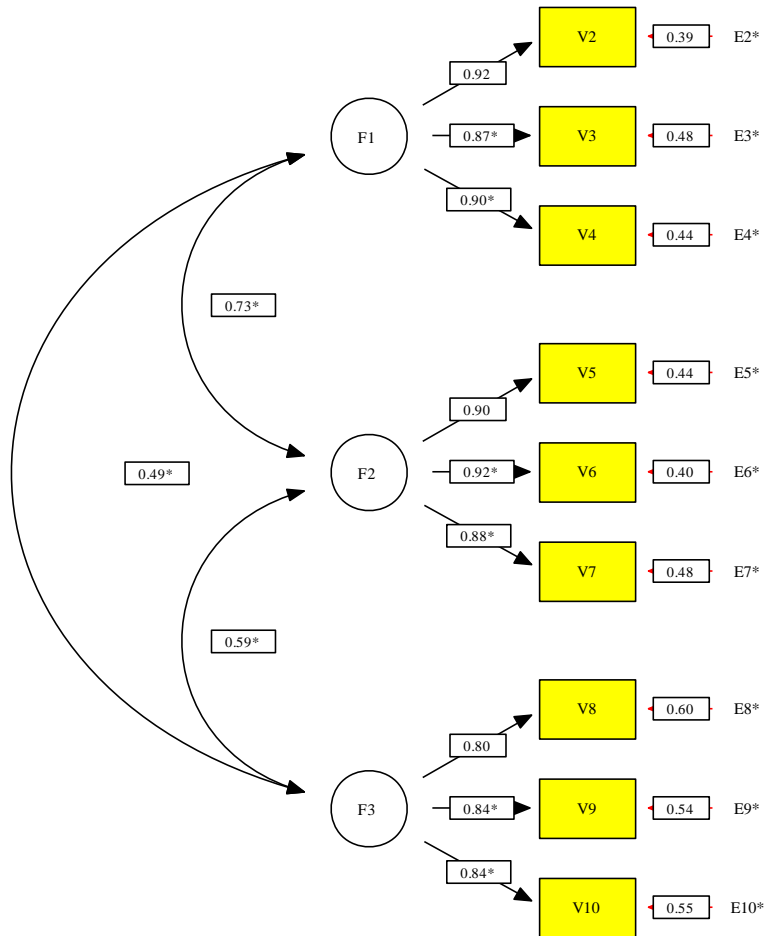 V2
0.39
E2*
0.92
F1
0.87*
V3
0.48
E3*
0.90*
V4
0.44
E4*
0.73*
V5
0.44
E5*
0.90
0.49*
F2
0.92*
V6
0.40
E6*
0.88*
V7
0.48
E7*
0.59*
V8
0.60
E8*
0.80
F3
0.84*
V9
0.54
E9*
0.84*
V10
0.55
E10*